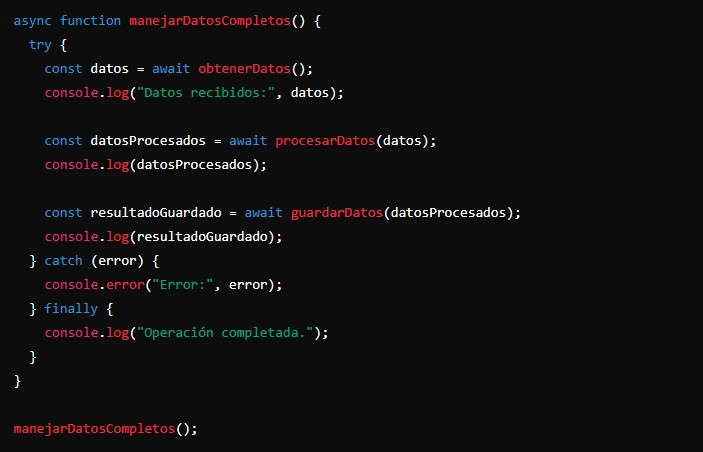 async function manejarDatosCompletos() {
  try {
    const datos = await obtenerDatos();
    console.log("Datos recibidos:", datos);

    const datosProcesados = await procesarDatos(datos);
    console.log(datosProcesados);

    const resultadoGuardado = await guardarDatos(datosProcesados);
    console.log(resultadoGuardado);
  } catch (error) {
    console.error("Error:", error);
  } finally {
    console.log("Operación completada.");
  }
}

manejarDatosCompletos();